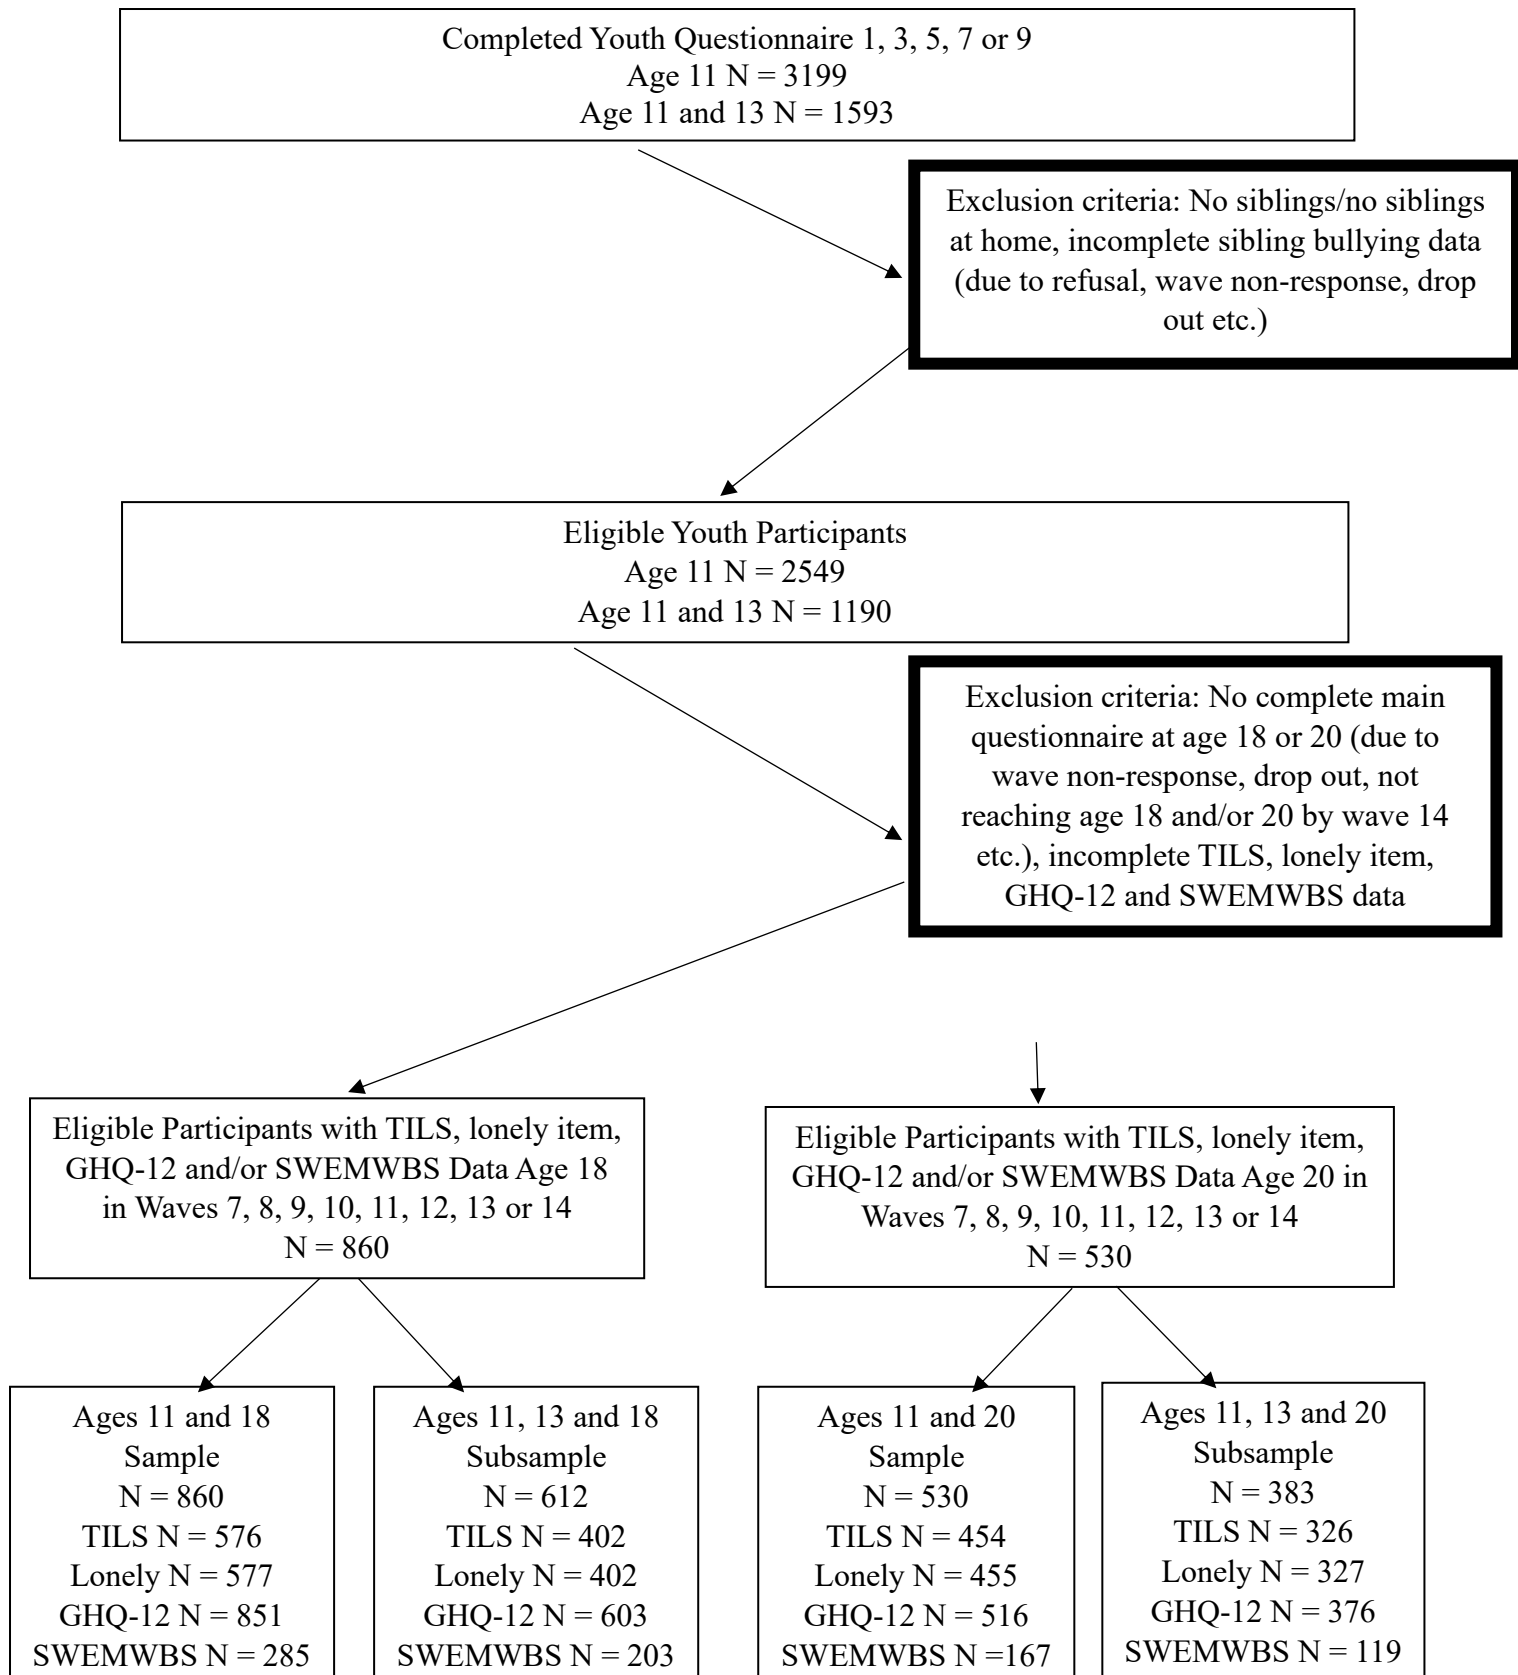 Completed Youth Questionnaire 1, 3, 5, 7 or 9
Age 11 N = 3199
Age 11 and 13 N = 1593
Exclusion criteria: No siblings/no siblings
at home, incomplete sibling bullying data
(due to refusal, wave non-response, drop
out etc.)
Eligible Youth Participants
Age 11 N = 2549
Age 11 and 13 N = 1190
Exclusion criteria: No complete main
questionnaire at age 18 or 20 (due to
wave non-response, drop out, not
reaching age 18 and/or 20 by wave 14
etc.), incomplete TILS, lonely item,
GHQ-12 and SWEMWBS data
Eligible Participants with TILS, lonely item,
GHQ-12 and/or SWEMWBS Data Age 18
in Waves 7, 8, 9, 10, 11, 12, 13 or 14
N = 860
Eligible Participants with TILS, lonely item,
GHQ-12 and/or SWEMWBS Data Age 20 in
Waves 7, 8, 9, 10, 11, 12, 13 or 14
N = 530
Ages 11 and 18
Sample
N = 860
TILS N = 576
Lonely N = 577
GHQ-12 N = 851
SWEMWBS N = 285
Ages 11, 13 and 18
Subsample
N = 612
TILS N = 402
Lonely N = 402
GHQ-12 N = 603
SWEMWBS N = 203
Ages 11 and 20
Sample
N = 530
TILS N = 454
Lonely N = 455
GHQ-12 N = 516
SWEMWBS N =167
Ages 11, 13 and 20
Subsample
N = 383
TILS N = 326
Lonely N = 327
GHQ-12 N = 376
SWEMWBS N = 119